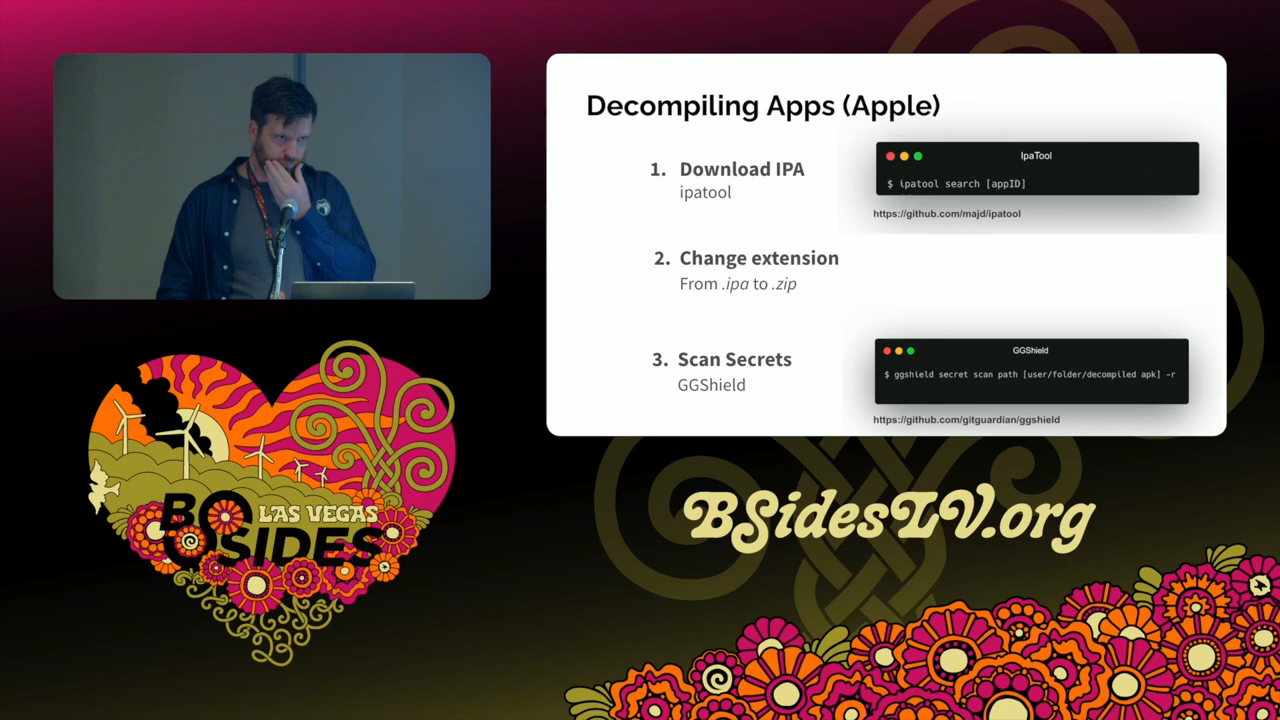 Decompiling Apps (Apple)
1. Download IPA
ipatool
IpaTool
$ ipatool search [appID]
https://github.com/majd/ipatool
2. Change extension
From .ipa to .zip
3. Scan Secrets
GGShield
GGShield
$ ggshield secret scan path [user/folder/decompiled apk] -r
https://github.com/gitguardian/ggshield
BSidesLV.org
LAS VEGAS
BSIDES
23